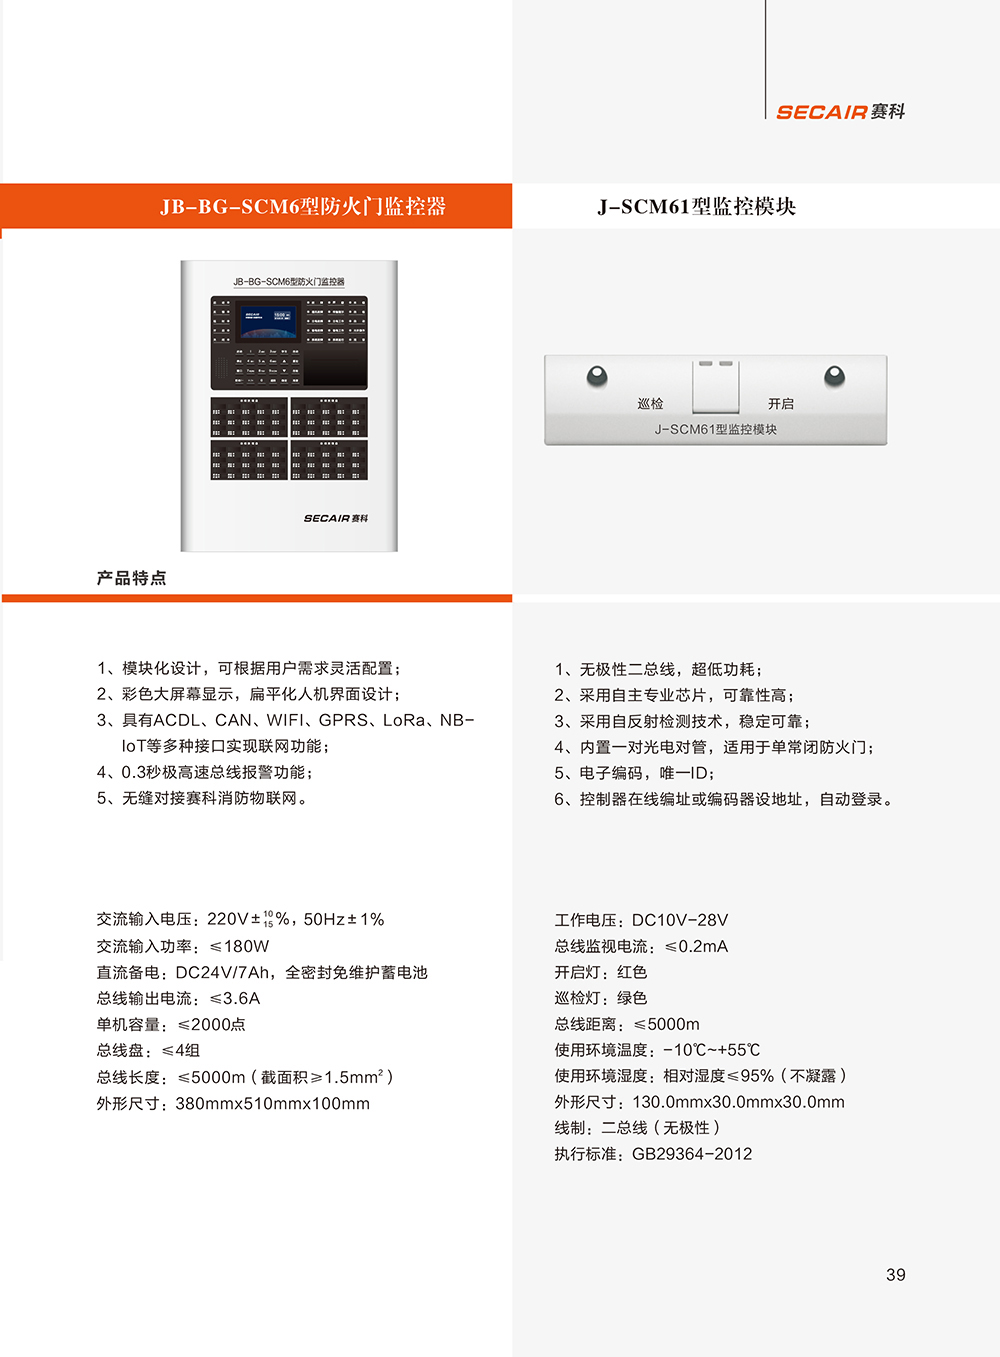 SECAIR赛科
JB-BG-SCM6型防火门监控器
JB-BG-SCM6型防火门监控器
SECAIR赛科
产品特点
1、模块化设计，可根据用户需求灵活配置；
2、彩色大屏幕显示，扁平化人机界面设计；
3、具有ACDL、CAN、WIFI、GPRS、LoRa、NB-
IoT等多种接口实现联网功能；
4、0.3秒极高速总线报警功能；
5、无缝对接赛科消防物联网。
交流输入电压：220V±10/15%，50Hz±1%
交流输入功率：≤180W
直流备电：DC24V/7Ah，全密封免维护蓄电池
总线输出电流：≤3.6A
单机容量：≤2000点
总线盘：≤4组
总线长度：≤5000m（截面积≥1.5mm²）
外形尺寸：380mmx510mmx100mm
J-SCM61型监控模块
巡检
开启
J-SCM61型监控模块
1、无极性二总线，超低功耗；
2、采用自主专业芯片，可靠性高；
3、采用自反射检测技术，稳定可靠；
4、内置一对光电对管，适用于单常闭防火门；
5、电子编码，唯一ID；
6、控制器在线编址或编码器设地址，自动登录。
工作电压：DC10V-28V
总线监视电流：≤0.2mA
开启灯：红色
巡检灯：绿色
总线距离：≤5000m
使用环境温度：-10℃~+55℃
使用环境湿度：相对湿度≤95%（不凝露）
外形尺寸：130.0mmx30.0mmx30.0mm
线制：二总线（无极性）
执行标准：GB29364-2012
39